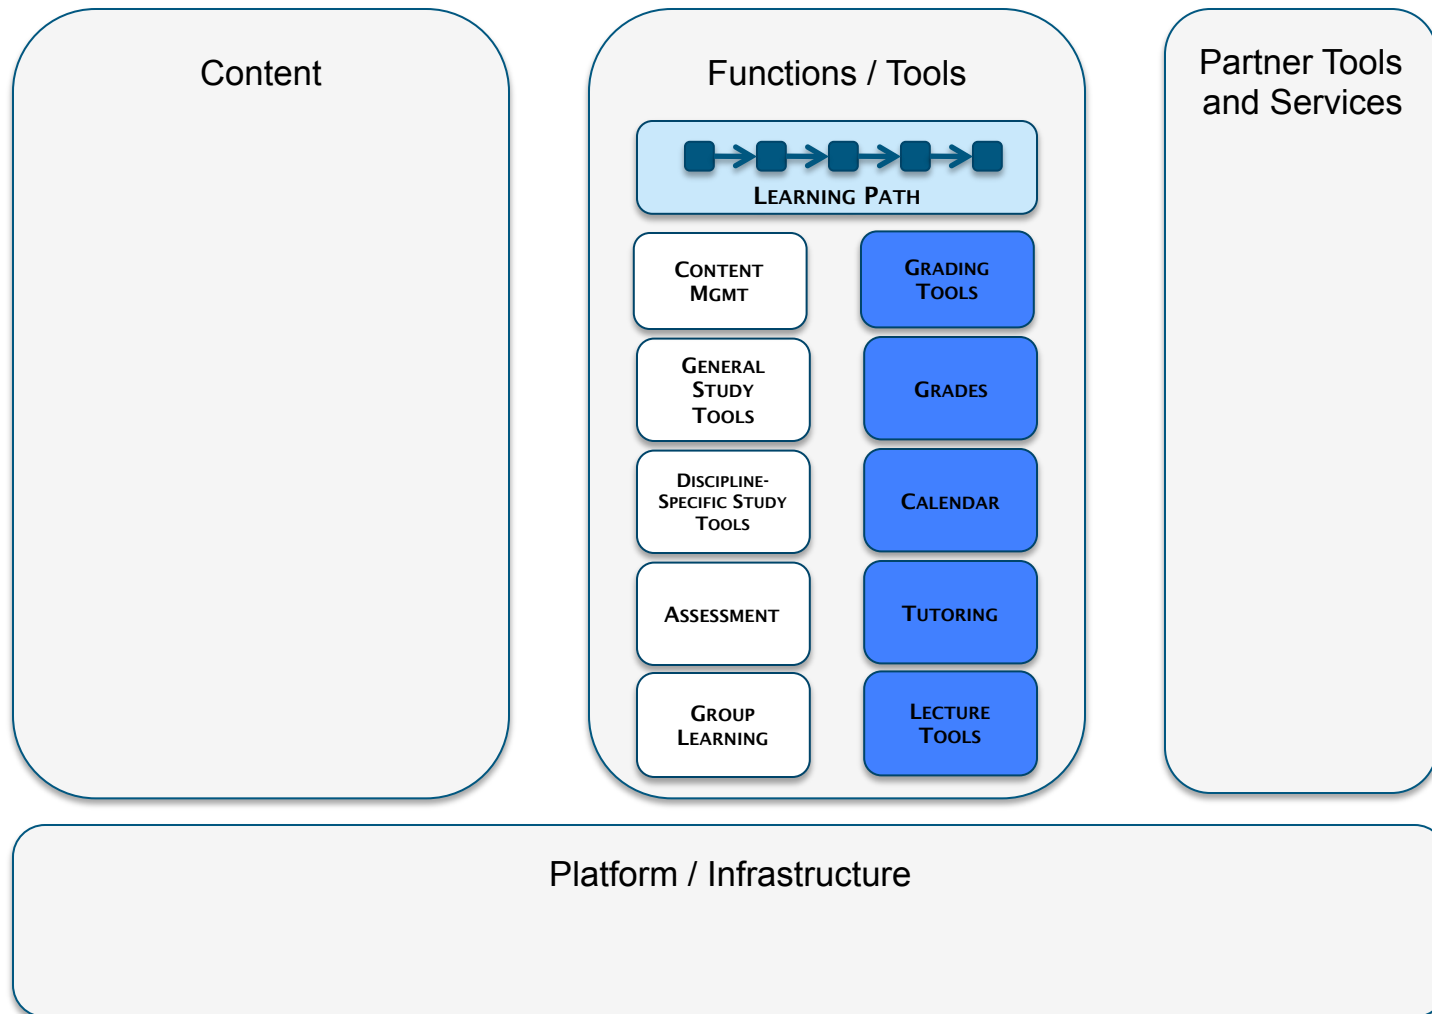 Content
Functions / Tools
Partner Tools
and Services
LEARNING PATH
CONTENT
MGMT
GRADING
TOOLS
GENERAL
STUDY
TOOLS
GRADES
DISCIPLINE-
SPECIFIC STUDY
TOOLS
CALENDAR
ASSESSMENT
TUTORING
GROUP
LEARNING
LECTURE
TOOLS
Platform / Infrastructure